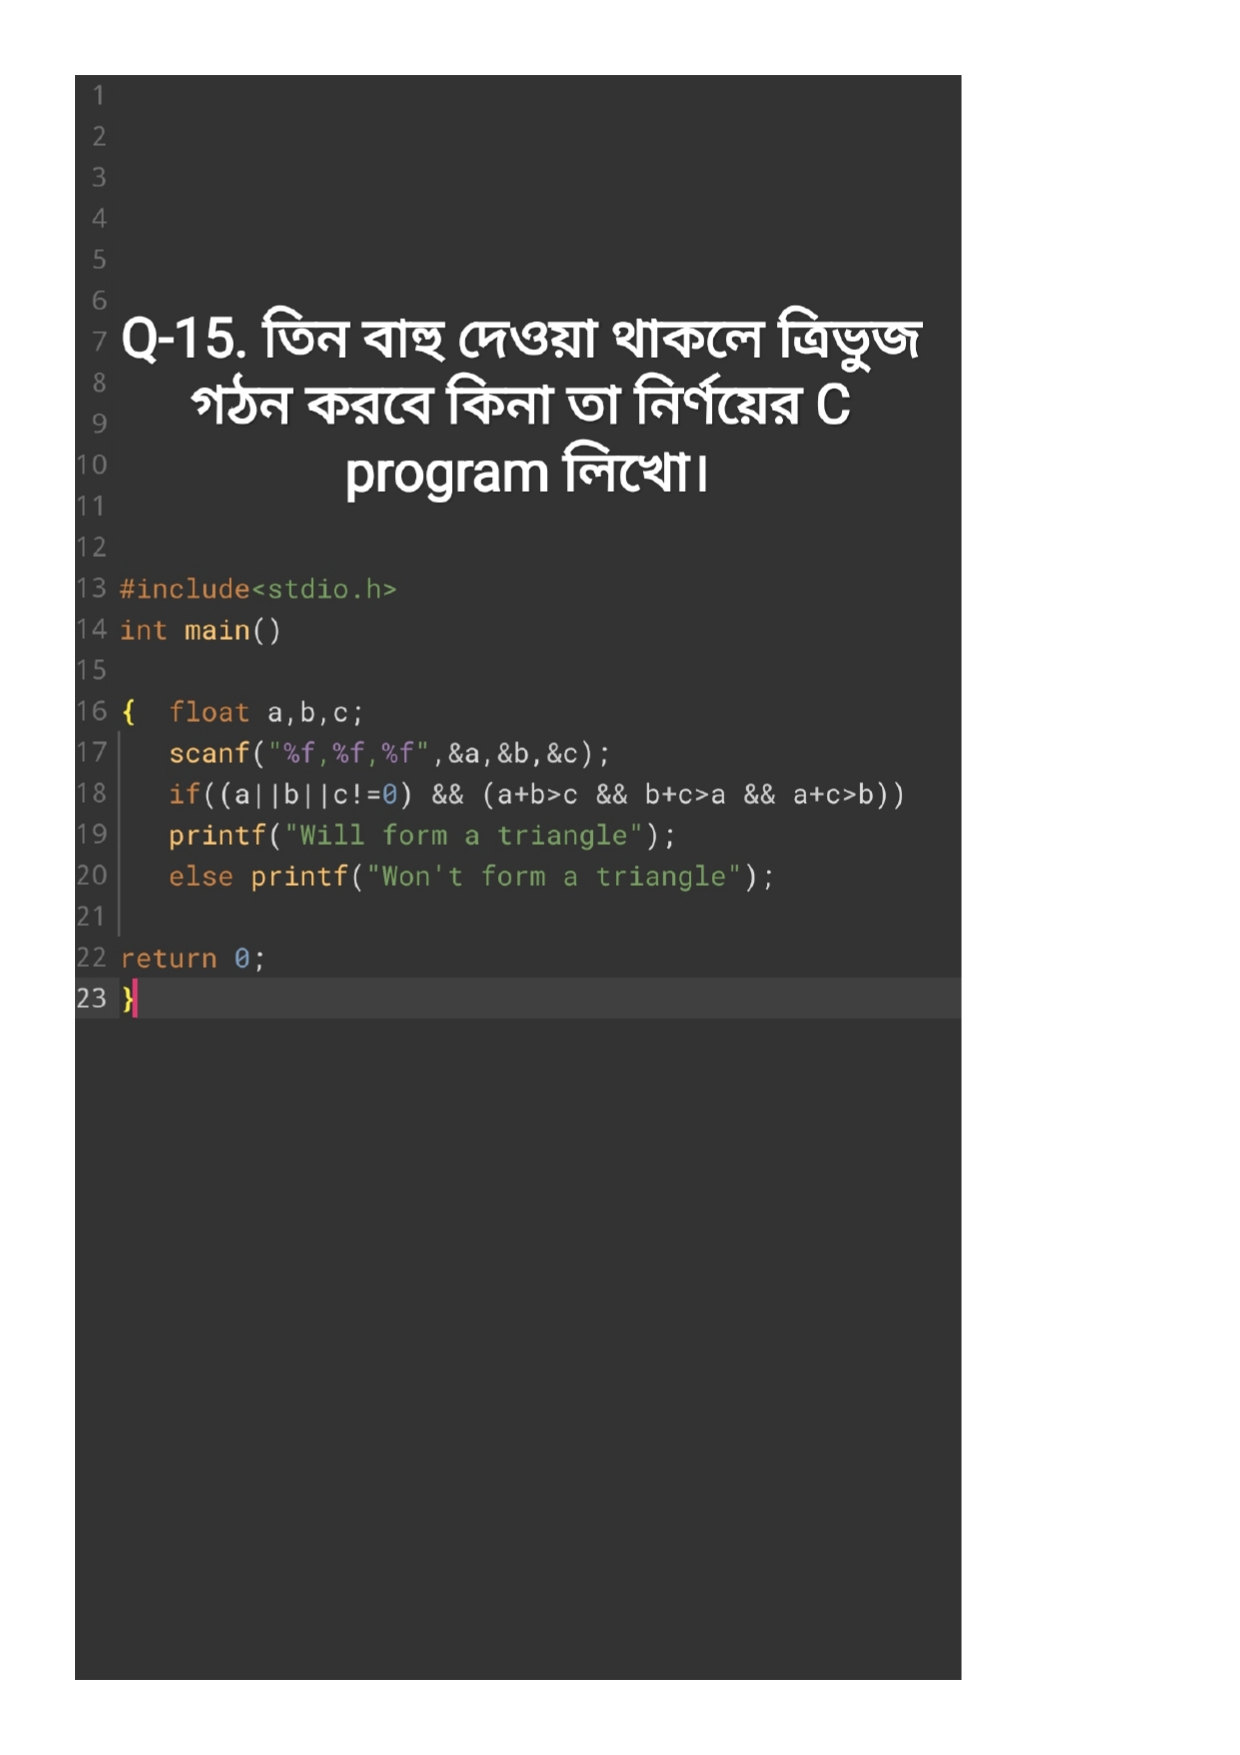 1
2
3
4
5
6
7 Q-15. তিন বাহু দেওয়া থাকলে ত্রিভুজ
8
9 গঠন করবে কিনা তা নির্ণয়ের C
10 program লিখো।
11
12
13 #include<stdio.h>
14 int main()
15
16 {  float a,b,c;
17    scanf("%f,%f,%f",&a,&b,&c);
18    if((a||b||c!=0) && (a+b>c && b+c>a && a+c>b))
19    printf("Will form a triangle");
20    else printf("Won't form a triangle");
21
22 return 0;
23 }